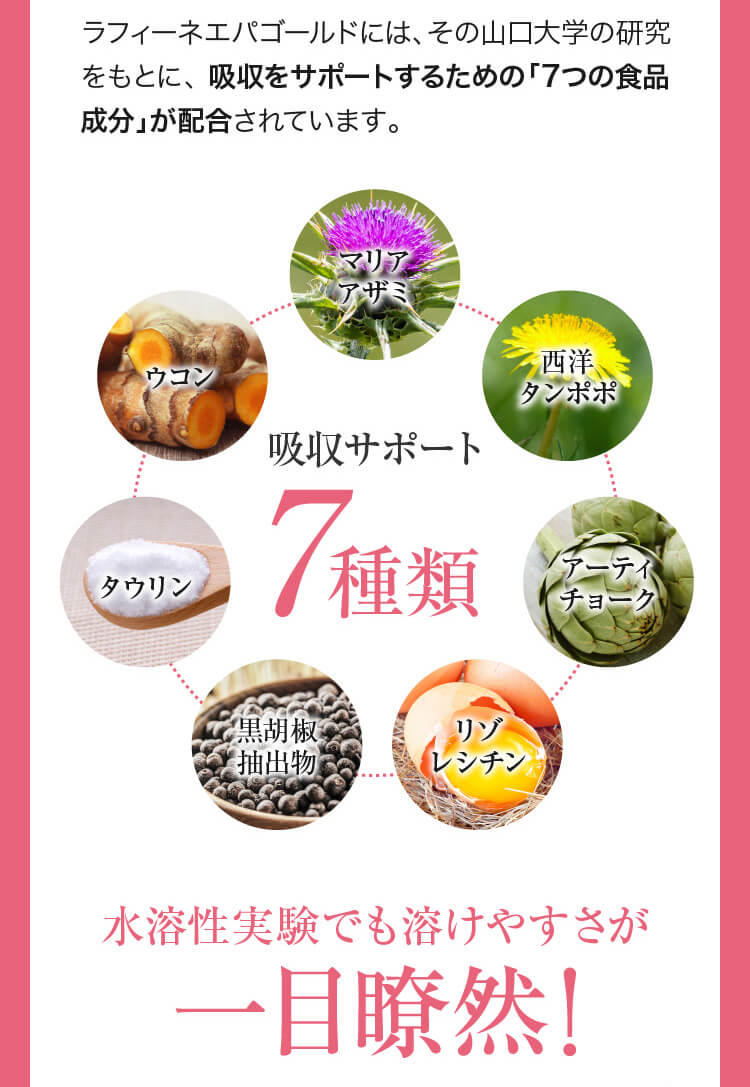 ラフィーネエパゴールドには、その山口大学の研究
をもとに、吸収をサポートするための「7つの食品
成分」が配合されています。
マリア
アザミ
西洋
タンポポ
ウコン
吸収サポート
7種類
アーティ
チョーク
タウリン
リゾ
レシチン
黒胡椒
抽出物
水溶性実験でも溶けやすさが
一目瞭然!